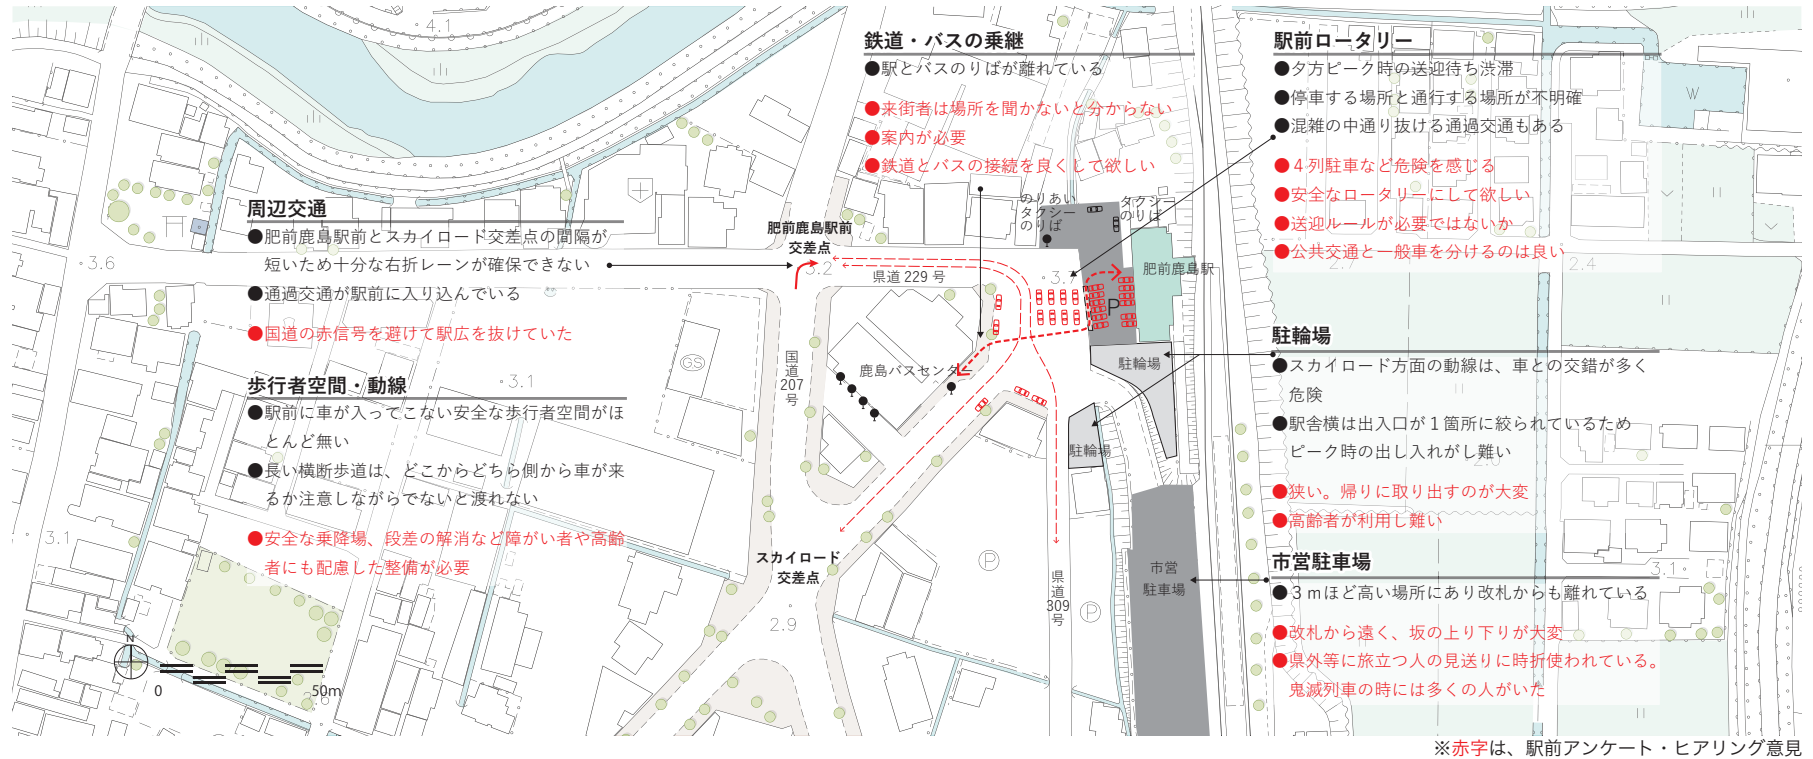 鉄道・バスの乗継
●駅とバスのりばが離れている
●来街者は場所を聞かないと分からない
●案内が必要
●鉄道とバスの接続を良くして欲しい
駅前ロータリー
●夕方ピーク時の送迎待ち渋滞
●停車する場所と通行する場所が不明確
●混雑の中通り抜ける通過交通もある
●４列駐車など危険を感じる
●安全なロータリーにして欲しい
●送迎ルールが必要ではないか
●公共交通と一般車を分けるのは良い
周辺交通
●肥前鹿島駅前とスカイロード交差点の間隔が
短いため十分な右折レーンが確保できない
●通過交通が駅前に入り込んでいる
●国道の赤信号を避けて駅広を抜けていた
歩行者空間・動線
●駅前に車が入ってこない安全な歩行者空間がほ
とんど無い
●長い横断歩道は、どこからどちら側から車が来
るか注意しながらでないと渡れない
●安全な乗降場、段差の解消など障がい者や高齢
者にも配慮した整備が必要
駐輪場
●スカイロード方面の動線は、車との交錯が多く
危険
●駅舎横は出入口が１箇所に絞られているため
ピーク時の出し入れがし難い
●狭い。帰りに取り出すのが大変
●高齢者が利用し難い
市営駐車場
●３ｍほど高い場所にあり改札からも離れている
●改札から遠く、坂の上り下りが大変
●県外等に旅立つ人の見送りに時折使われている。
鬼滅列車の時には多くの人がいた
肥前鹿島駅前
交差点
県道 229 号
のりあい
タクシー
のりば
タクシー
のりば
肥前鹿島駅
P
国道
207
号
鹿島バスセンター
駐輪場
駐輪場
スカイロード
交差点
県道
309
号
市営
駐車場
4.1
3.6
3.2
3.7
3.1
3.1
2.9
2.4
3.1
GS
P
P
W
N
0
50m
※赤字は、駅前アンケート・ヒアリング意見